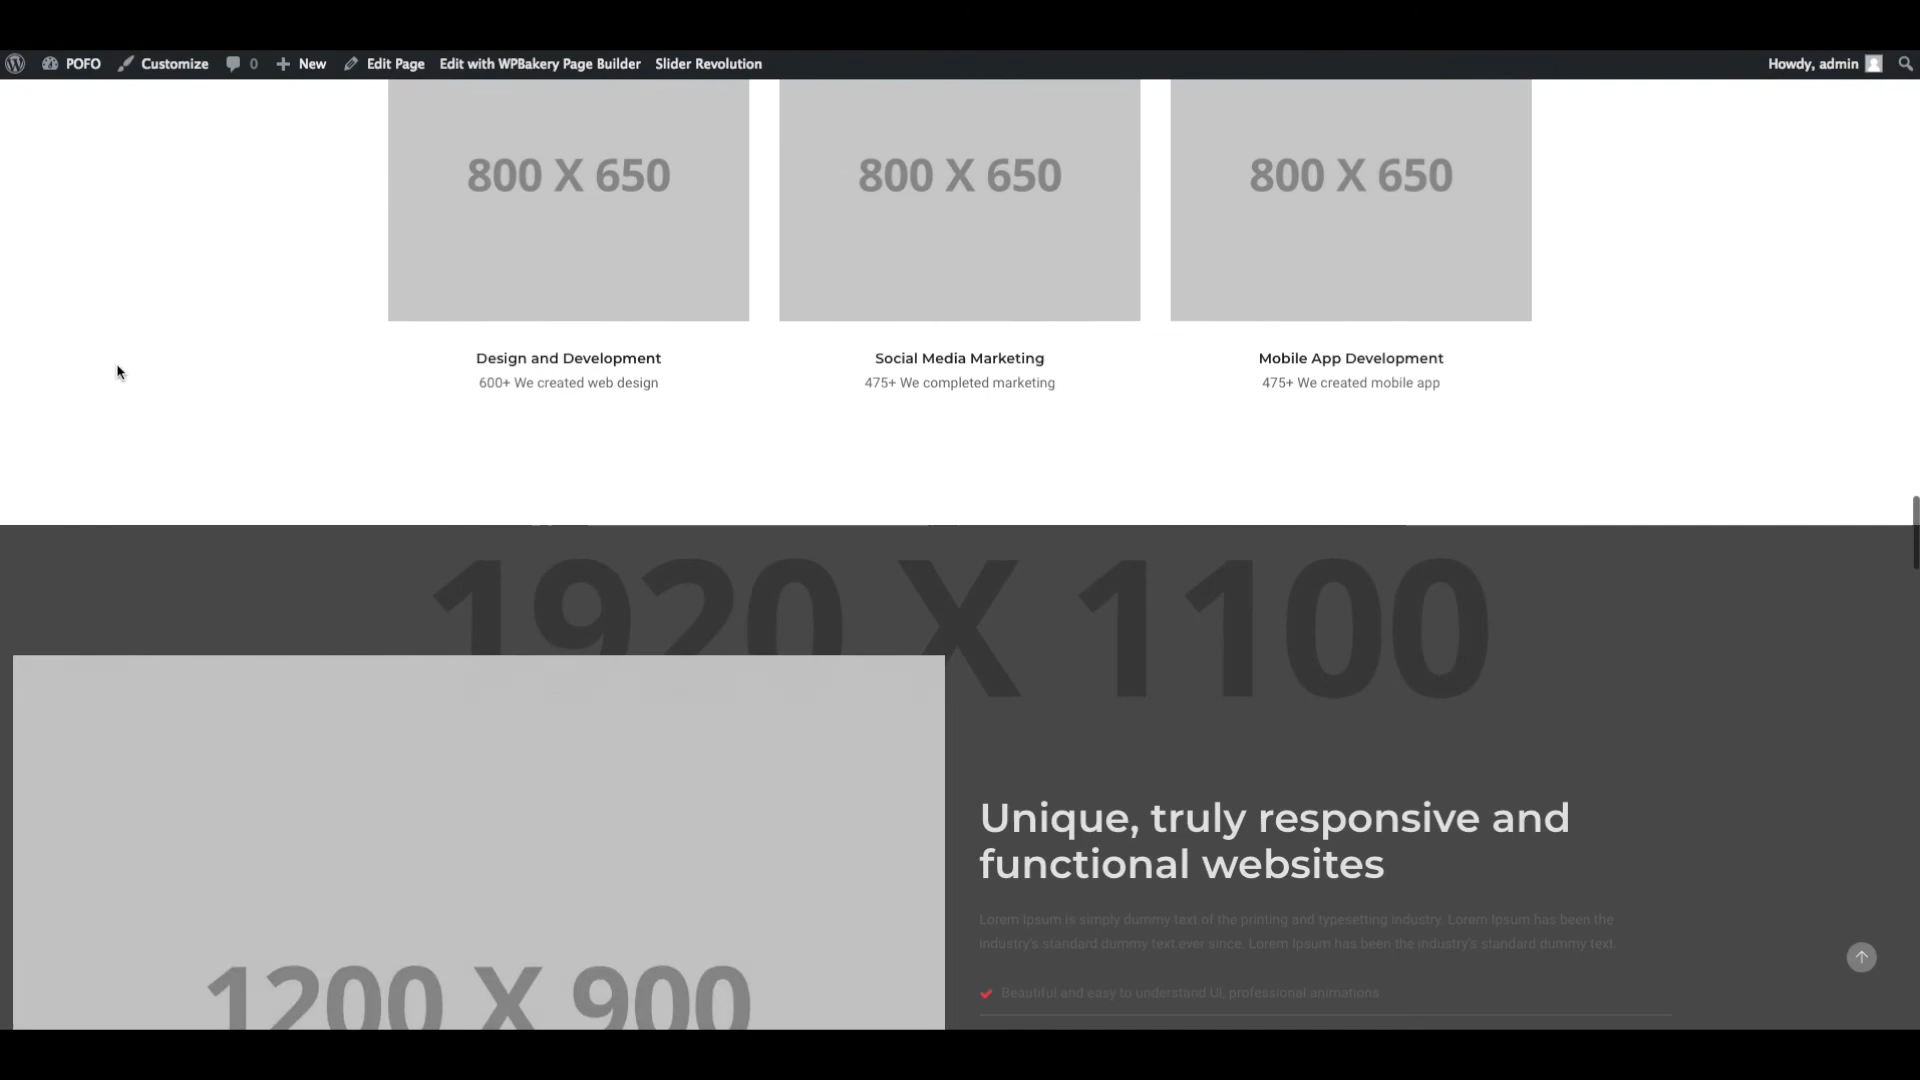 POFO Customize 0 New Edit Page Edit with WPBakery Page Builder Slider Revolution Howdy, admin
800 X 650 800 X 650 800 X 650
Design and Development
600+ We created web design
Social Media Marketing
475+ We completed marketing
Mobile App Development
475+ We created mobile app
1920 X 1100
1200 X 900
Unique, truly responsive and
functional websites
Lorem Ipsum is simply dummy text of the printing and typesetting industry. Lorem Ipsum has been the
industry's standard dummy text ever since. Lorem Ipsum has been the industry's standard dummy text.
Beautiful and easy to understand UI, professional animations